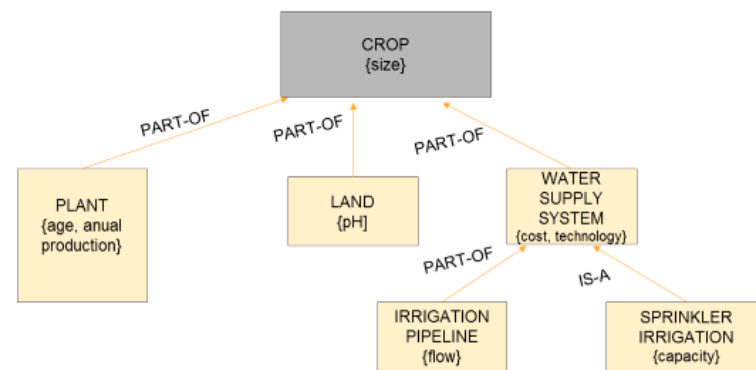 CROP
{size}
PART-OF
PART-OF
PART-OF
PLANT
{age, anual
production}
LAND
{pH]
WATER
SUPPLY
SYSTEM
{cost, technology}
PART-OF
IS-A
IRRIGATION
PIPELINE
{flow}
SPRINKLER
IRRIGATION
{capacity}